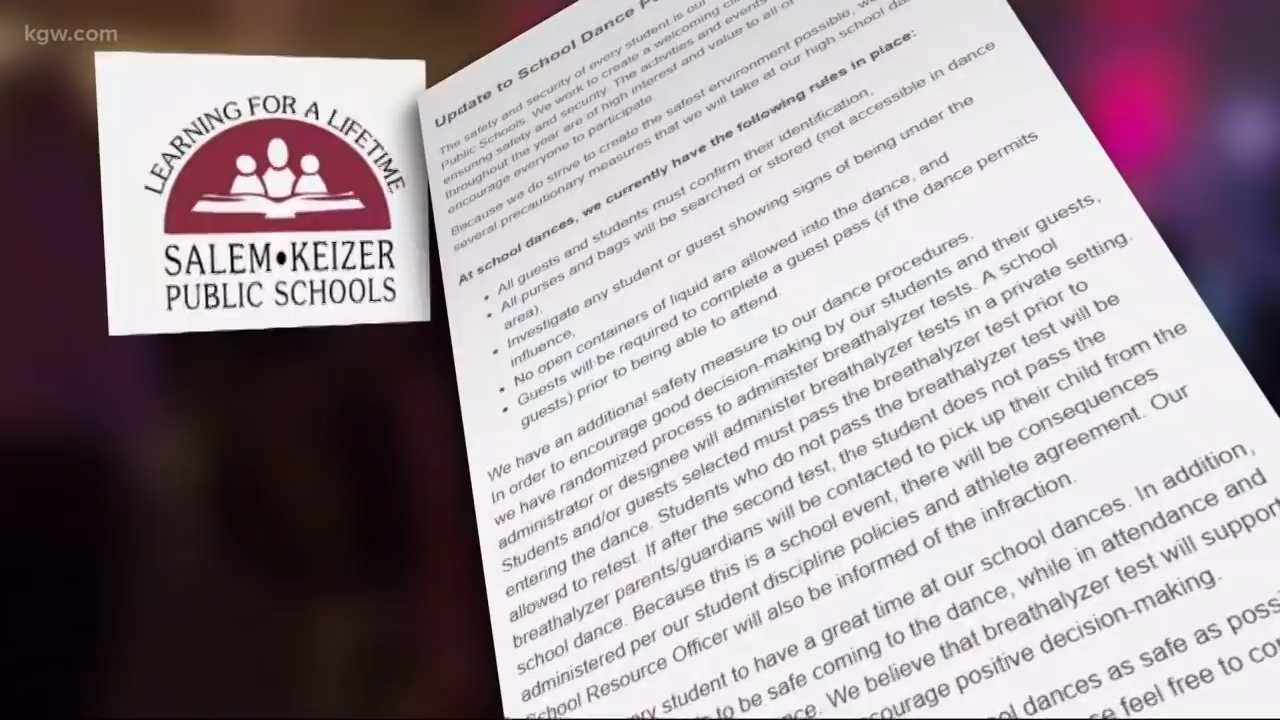 kgw.com
LEARNING FOR A LIFETIME
SALEM•KEIZER
PUBLIC SCHOOLS
Update to School Dance
The safety and security of every student is our
Public Schools. We work to create a welcoming
ensuring safety and security. The activities and events
throughout the year are of high interest and value to all of
encourage everyone to participate
Because we do strive to create the safest environment possible,
several precautionary measures that we will take at our high school
At school dances, we currently have the following rules in place:
• All guests and students must confirm their identification,
• All purses and bags will be searched or stored (not accessible in dance
area),
• Investigate any student or guest showing signs of being under the
influence,
• No open containers of liquid are allowed into the dance, and
• Guests will be required to complete a guest pass (if the dance permits
guests) prior to being able to attend.
We have an additional safety measure to our dance procedures.
In order to encourage good decision-making by our students and their guests,
we have randomized process to administer breathalyzer tests. A school
administrator or designee will administer breathalyzer tests in a private setting.
Students and/or guests selected must pass the breathalyzer test prior to
entering the dance. Students who do not pass the breathalyzer test will be
allowed to retest. If after the second test, the student does not pass the
breathalyzer parents/guardians will be contacted to pick up their child from the
school dance. Because this is a school event, there will be consequences
administered per our student discipline policies and athlete agreement. Our
School Resource Officer will also be informed of the infraction.
student to have a great time at our school dances. In addition,
to be safe coming to the dance, while in attendance and
We believe that breathalyzer test will support
positive decision-making.
dances as safe as
feel free to